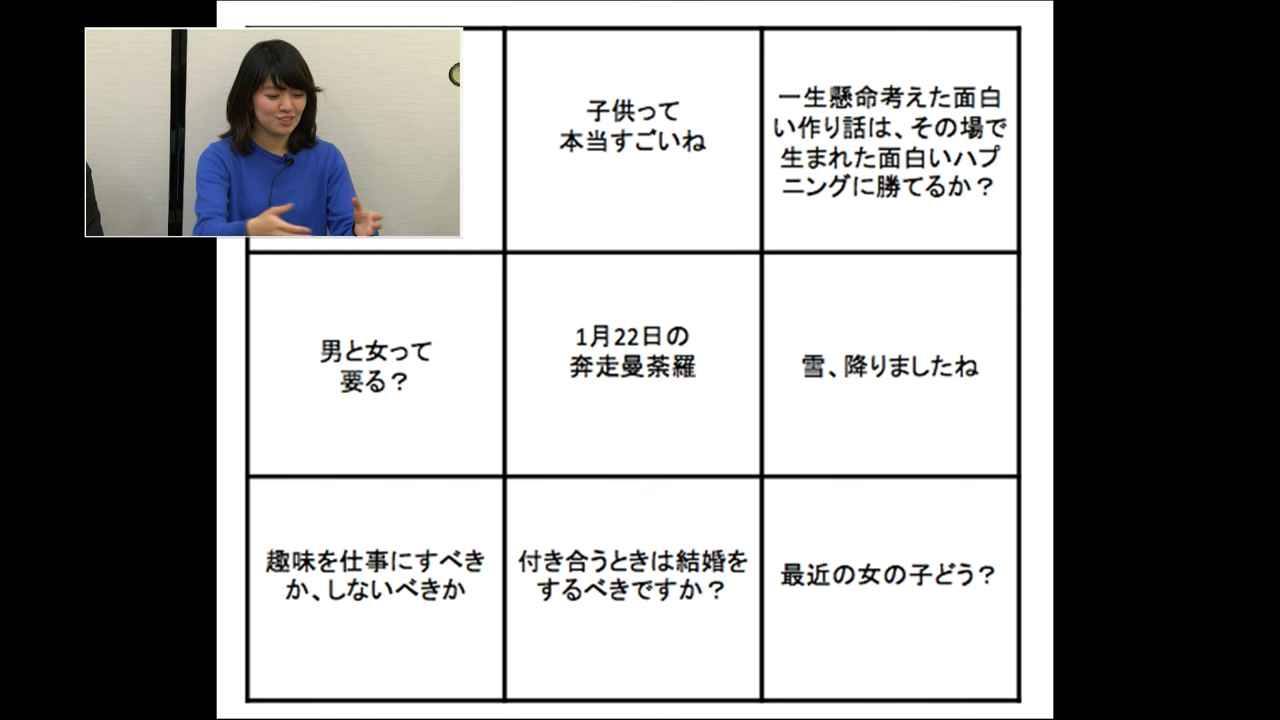 子供って
本当すごいね
一生懸命考えた面白
い作り話は、その場で
生まれた面白いハプ
ニングに勝てるか？
男と女って
要る？
1月22日の
奔走曼荼羅
雪、降りましたね
趣味を仕事にすべき
か、しないべきか
付き合うときは結婚を
するべきですか？
最近の女の子どう？